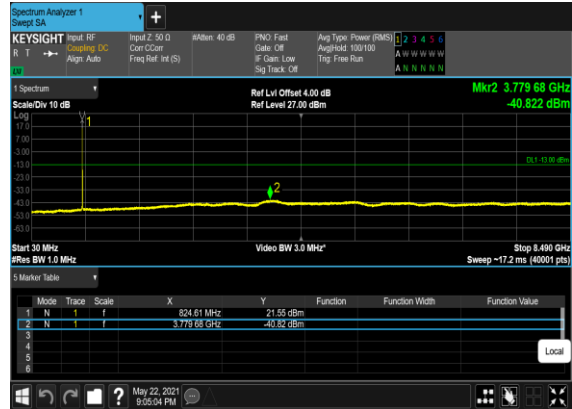 Spectrum Analyzer 1
Swept SA
+
KEYSIGHT Input: RF Input Z: 50 Ω #Atten: 40 dB PNO: Fast Avg Type: Power (RMS) 1 2 3 4 5 6
R T Coupling: DC Corr CCorr Gate: Off Avg|Hold: 100/100 A W W W W W
Align: Auto Freq Ref: Int (S) IF Gain: Low Trig: Free Run
Sig Track: Off A N N N N N
1 Spectrum Ref Lvl Offset 4.00 dB Mkr2 3.779 68 GHz
Scale/Div 10 dB Ref Level 27.00 dBm -40.822 dBm
Log
17.0
7.00
-3.00
-13.0
-23.0
-33.0
-43.0
-53.0
-63.0
1
DL1 -13.00 dBm
2
Start 30 MHz Video BW 3.0 MHz* Stop 8.490 GHz
#Res BW 1.0 MHz Sweep ~17.2 ms (40001 pts)
5 Marker Table
Mode Trace Scale X Y Function Function Width Function Value
1 N 1 f 824.61 MHz 21.55 dBm
2 N 1 f 3.779 68 GHz -40.82 dBm
3
4
5
6
Local
? May 22, 2021
9:05:04 PM